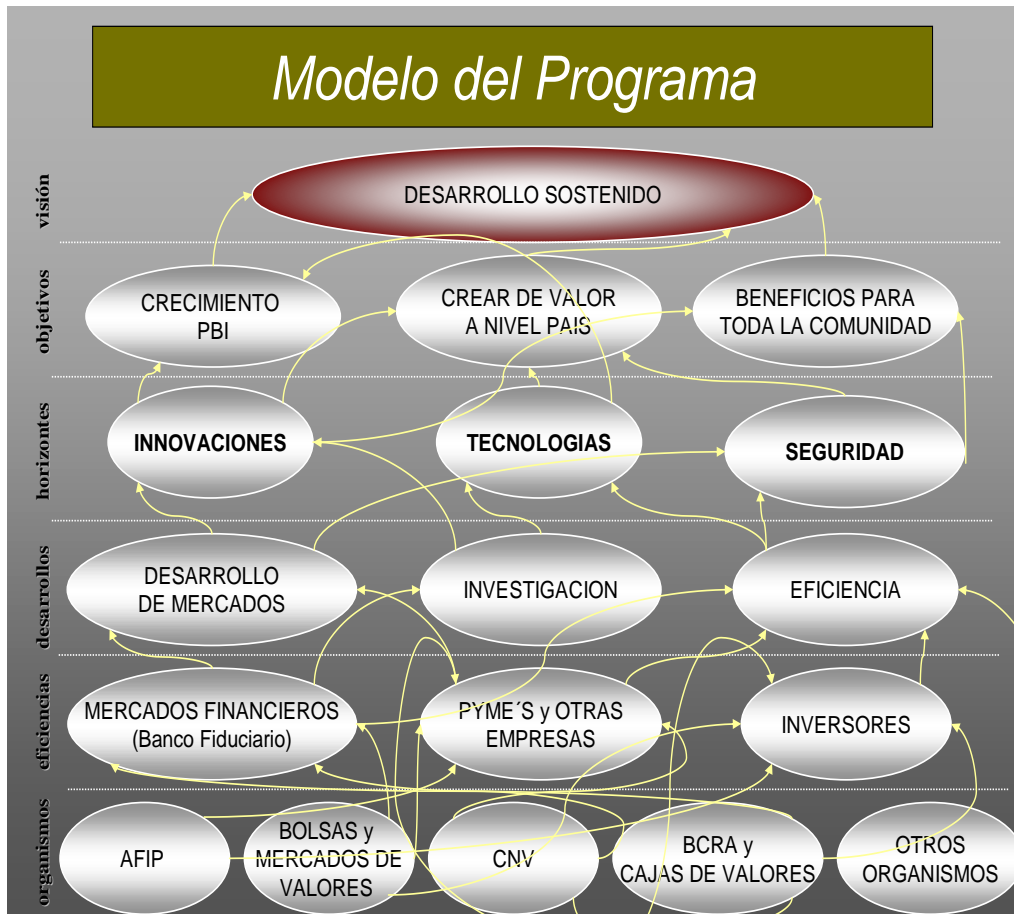 Modelo del Programa
visión
DESARROLLO SOSTENIDO
objetivos
CRECIMIENTO
PBI
CREAR DE VALOR
A NIVEL PAIS
BENEFICIOS PARA
TODA LA COMUNIDAD
horizontes
INNOVACIONES
TECNOLOGIAS
SEGURIDAD
desarrollos
DESARROLLO
DE MERCADOS
INVESTIGACION
EFICIENCIA
eficiencias
MERCADOS FINANCIEROS
(Banco Fiduciario)
PYME´S y OTRAS
EMPRESAS
INVERSORES
organismos
AFIP
BOLSAS y
MERCADOS DE
VALORES
CNV
BCRA y
CAJAS DE VALORES
OTROS
ORGANISMOS